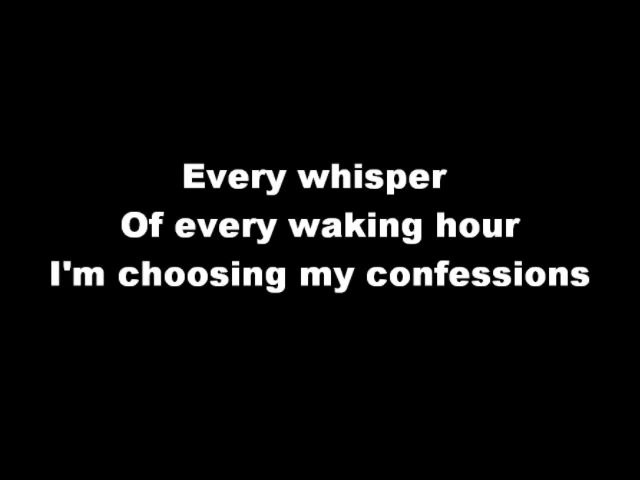 Every whisper
Of every waking hour
I'm choosing my confessions